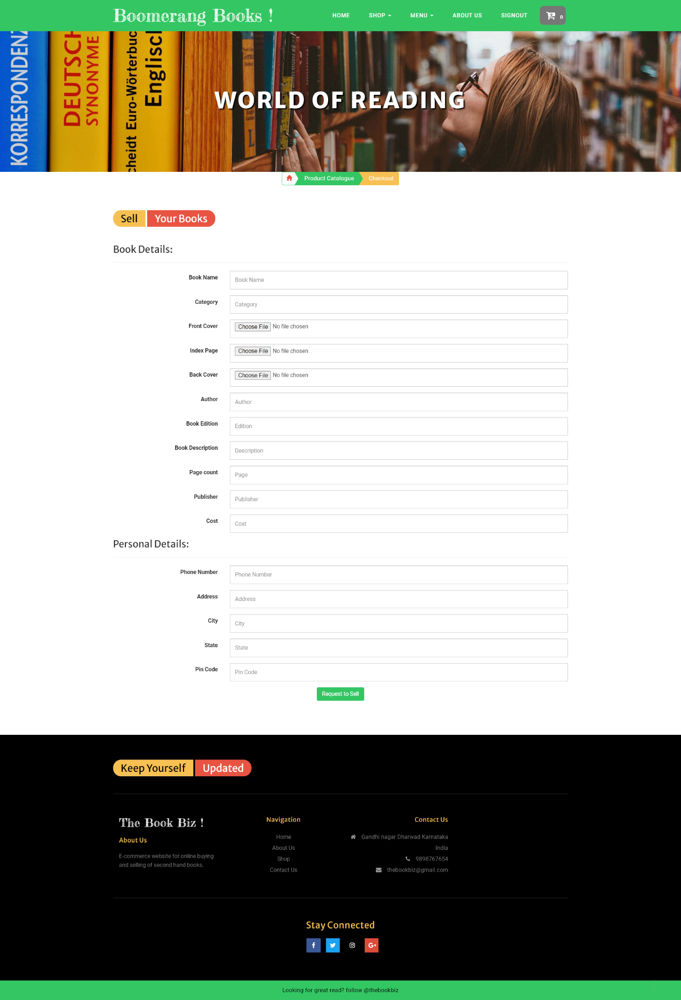 Boomerang Books !
HOME
SHOP
MENU
ABOUT US
SIGNOUT
0
KORRESPONDENZ
DEUTSCH
SYNONYME
cheidt Euro-Wörterbuc
Englisc
WORLD OF READING
Product Catalogue
Checkout
Sell Your Books
Book Details:
Book Name
Book Name
Category
Category
Front Cover
Choose File No file chosen
Index Page
Choose File No file chosen
Back Cover
Choose File No file chosen
Author
Author
Book Edition
Edition
Book Description
Description
Page count
Page
Publisher
Publisher
Cost
Cost
Personal Details:
Phone Number
Phone Number
Address
Address
City
City
State
State
Pin Code
Pin Code
Request to Sell
Keep Yourself Updated
The Book Biz !
About Us
E-commerce website for online buying
and selling of second hand books.
Navigation
Home
About Us
Shop
Contact Us
Contact Us
Gandhi nagar Dharwad Karnataka
India
9898767654
thebookbiz@gmail.com
Stay Connected
Looking for great read? follow @thebookbiz